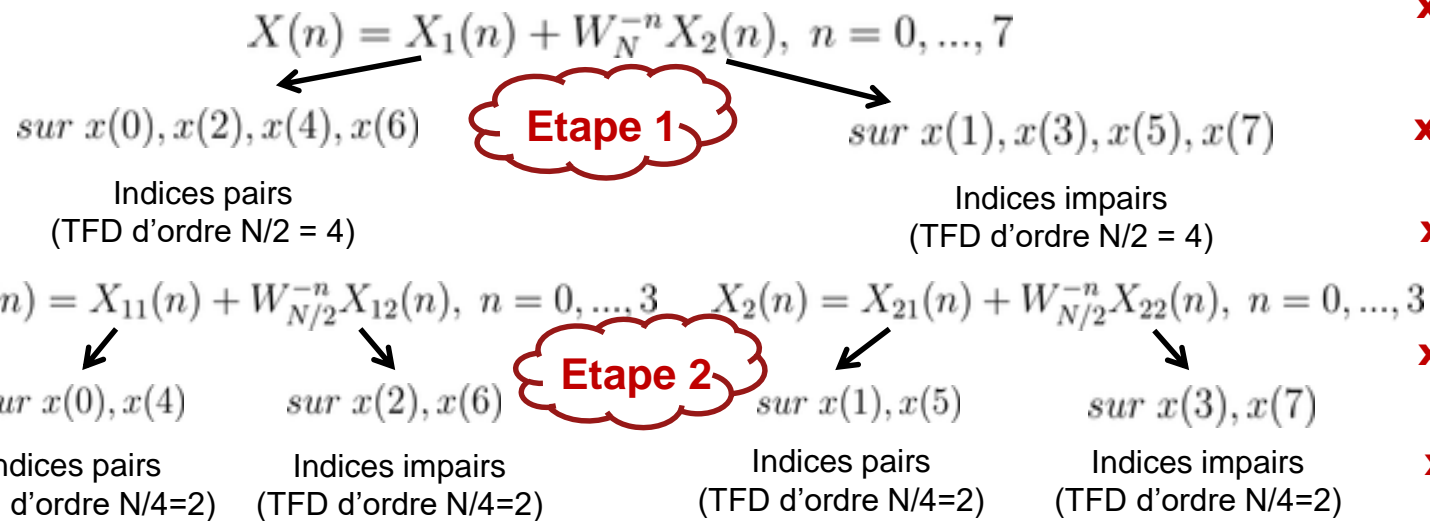 X(n) = X_1(n) + W_N^{-n} X_2(n), n = 0, ..., 7
sur x(0), x(2), x(4), x(6)
Etape 1
sur x(1), x(3), x(5), x(7)
Indices pairs
(TFD d'ordre N/2 = 4)
Indices impairs
(TFD d'ordre N/2 = 4)
n) = X_{11}(n) + W_{N/2}^{-n} X_{12}(n), n = 0, ..., 3
X_2(n) = X_{21}(n) + W_{N/2}^{-n} X_{22}(n), n = 0, ..., 3
Etape 2
ur x(0), x(4)
sur x(2), x(6)
sur x(1), x(5)
sur x(3), x(7)
ndices pairs
d'ordre N/4=2)
Indices impairs
(TFD d'ordre N/4=2)
Indices pairs
(TFD d'ordre N/4=2)
Indices impairs
(TFD d'ordre N/4=2)
x
x